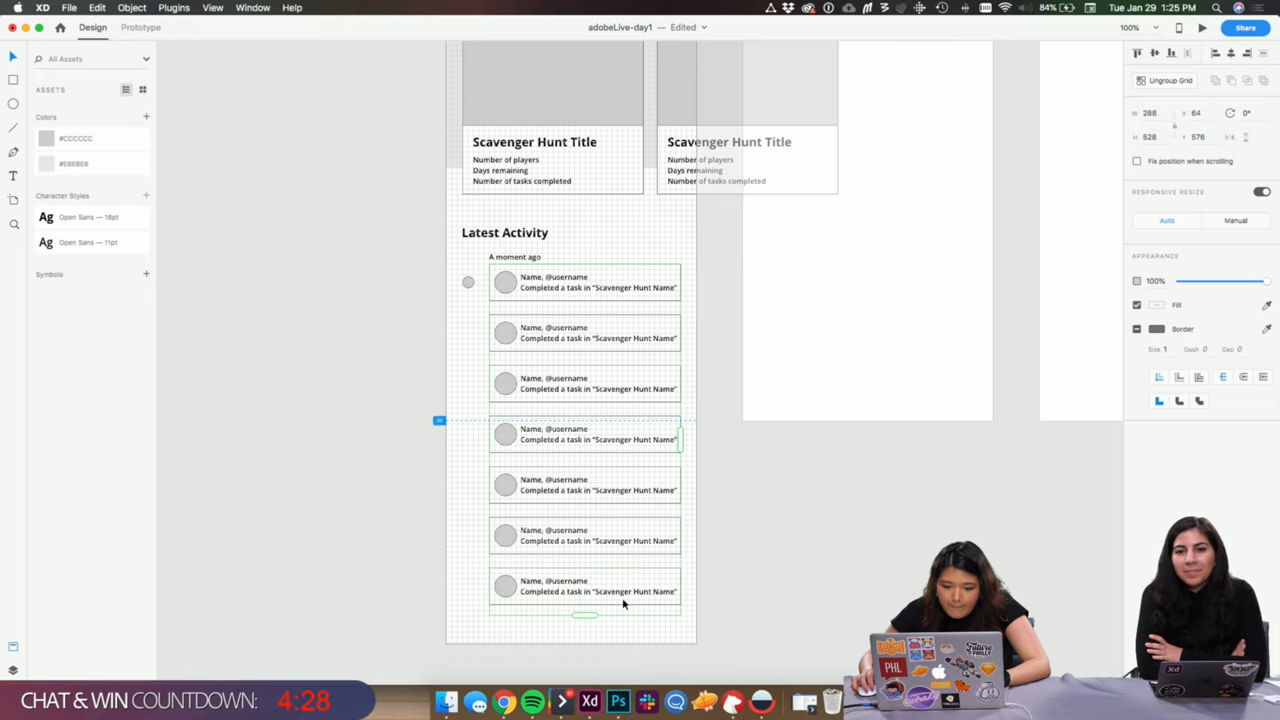 XD File Edit Object Plugins View Window Help
84% Tue Jan 29 1:25 PM
Design Prototype
adobeLive-day1 — Edited
100%
Share
All Assets
ASSETS
Colors
#CCCCCC
#E6E6E6
Character Styles
Ag Open Sans — 18pt
Ag Open Sans — 11pt
Symbols
Scavenger Hunt Title
Number of players
Days remaining
Number of tasks completed
Scavenger Hunt Title
Number of players
Days remaining
Number of tasks completed
Latest Activity
A moment ago
Name, @username
Completed a task in “Scavenger Hunt Name”
Name, @username
Completed a task in “Scavenger Hunt Name”
Name, @username
Completed a task in “Scavenger Hunt Name”
Name, @username
Completed a task in “Scavenger Hunt Name”
Name, @username
Completed a task in “Scavenger Hunt Name”
Name, @username
Completed a task in “Scavenger Hunt Name”
Name, @username
Completed a task in “Scavenger Hunt Name”
Ungroup Grid
W 288 X 64 0°
H 528 Y 576
Fix position when scrolling
RESPONSIVE RESIZE
Auto Manual
APPEARANCE
100%
Fill
Border
Size 1 Dash 0 Gap 0
CHAT & WIN COUNTDOWN: 4:28
Xd
Ps
PHL
Future
PHILLY
Xd